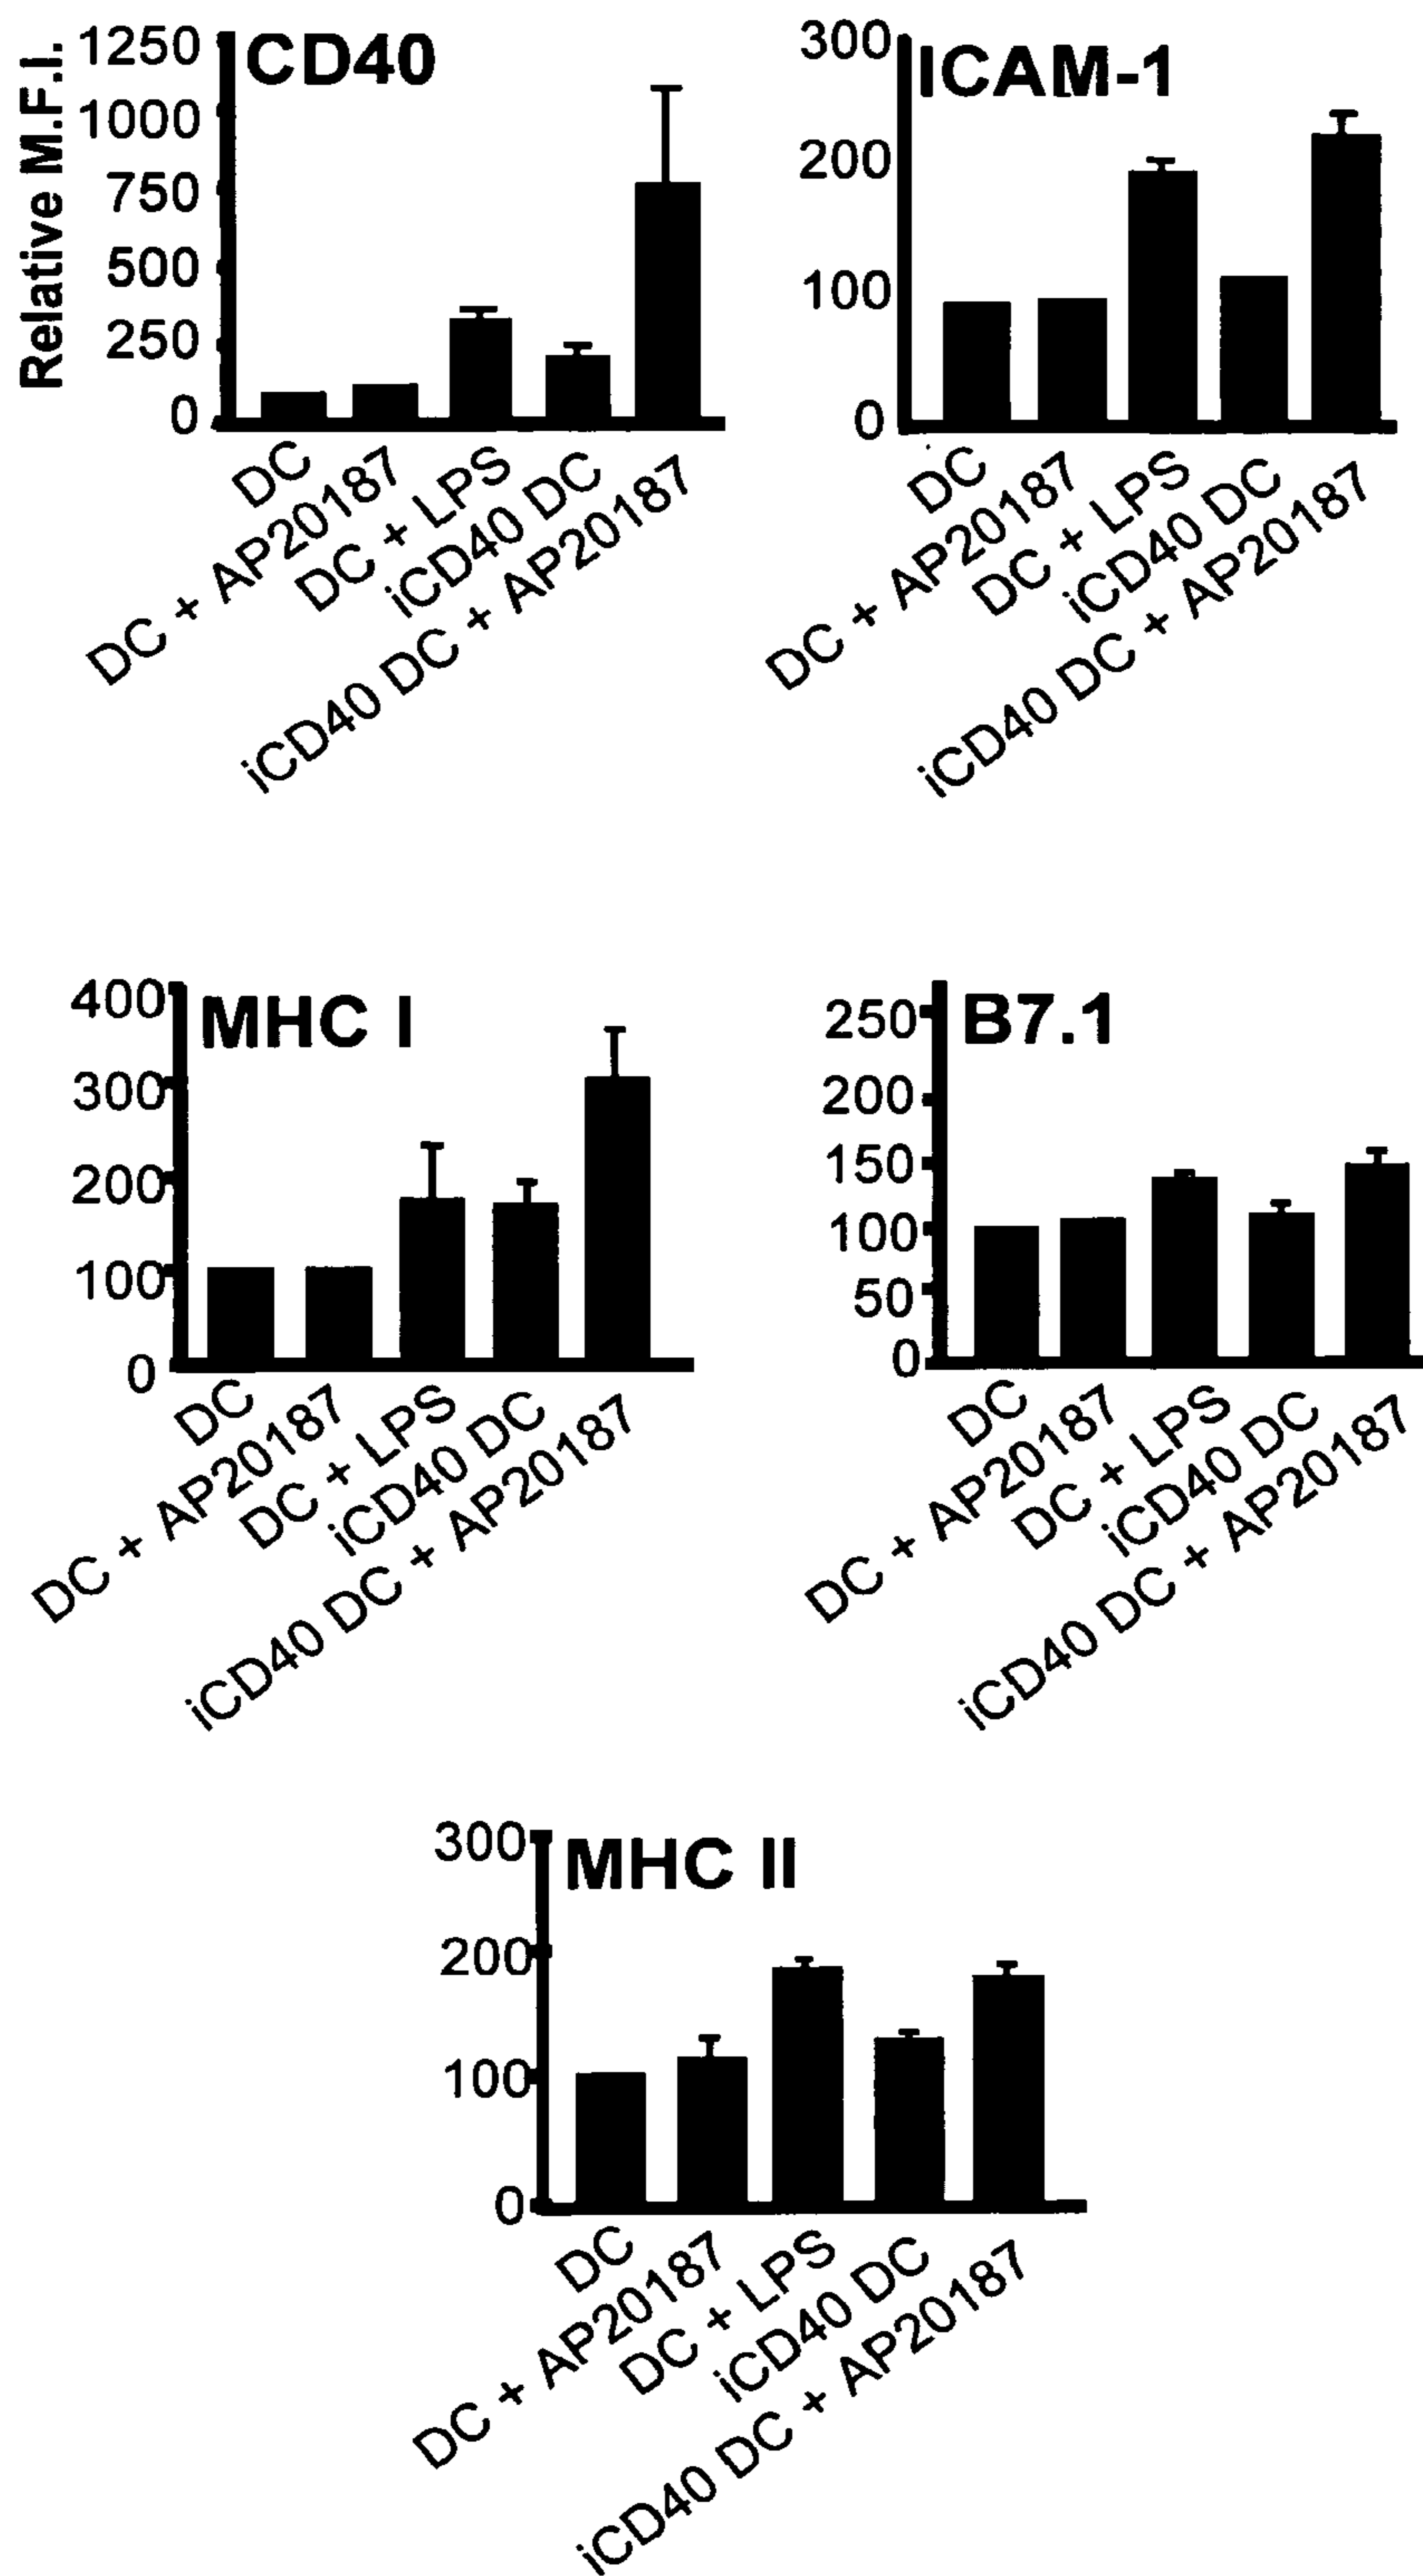 Relative M.F.I.
CD40
1250
1000
750
500
250
0
DC
DC + AP20187
DC + LPS
iCD40 DC
iCD40 DC + AP20187
ICAM-1
300
200
100
0
DC
DC + AP20187
DC + LPS
iCD40 DC
iCD40 DC + AP20187
MHC I
400
300
200
100
0
DC
DC + AP20187
DC + LPS
iCD40 DC
iCD40 DC + AP20187
B7.1
250
200
150
100
50
0
DC
DC + AP20187
DC + LPS
iCD40 DC
iCD40 DC + AP20187
MHC II
300
200
100
0
DC
DC + AP20187
DC + LPS
iCD40 DC
iCD40 DC + AP20187